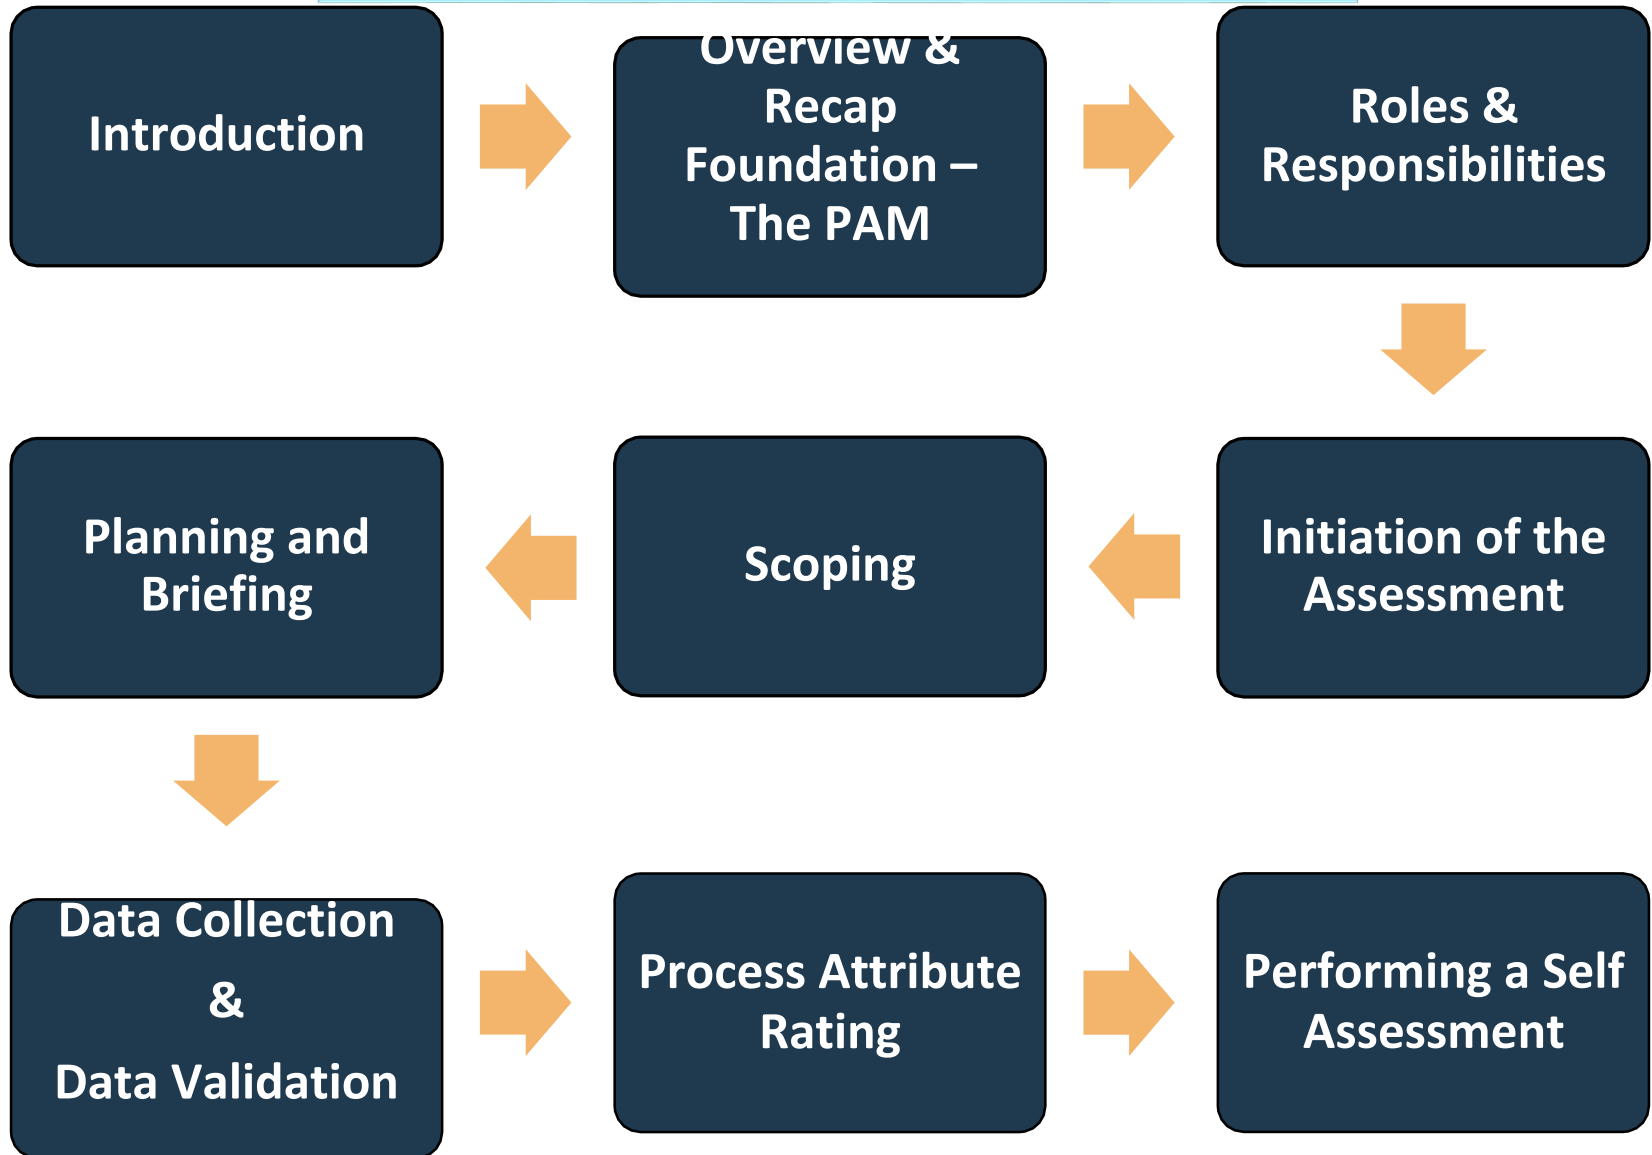 Introduction
Overview &
Recap
Foundation –
The PAM
Roles &
Responsibilities
Initiation of the
Assessment
Scoping
Planning and
Briefing
Data Collection
&
Data Validation
Process Attribute
Rating
Performing a Self
Assessment